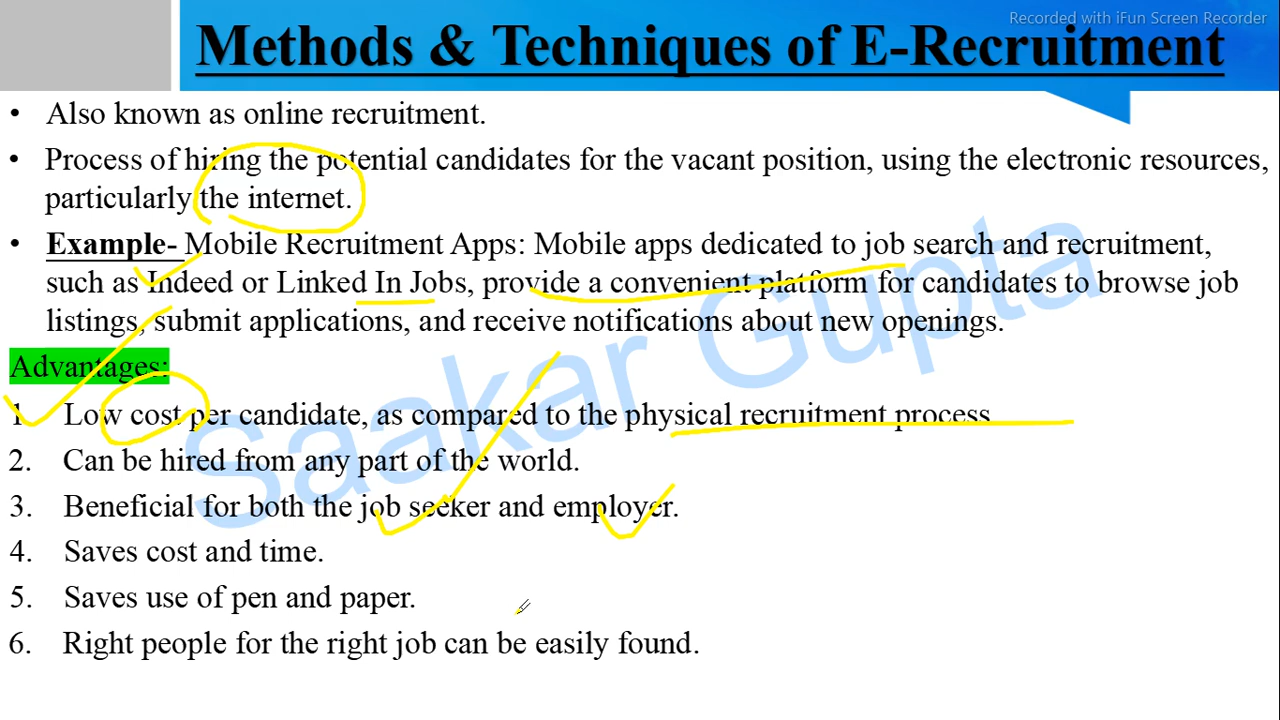 Recorded with iFun Screen Recorder
Methods & Techniques of E-Recruitment
• Also known as online recruitment.
• Process of hiring the potential candidates for the vacant position, using the electronic resources,
particularly the internet.
• Example- Mobile Recruitment Apps: Mobile apps dedicated to job search and recruitment,
such as Indeed or Linked In Jobs, provide a convenient platform for candidates to browse job
listings, submit applications, and receive notifications about new openings.
Advantages:
1. Low cost per candidate, as compared to the physical recruitment process
2. Can be hired from any part of the world.
3. Beneficial for both the job seeker and employer.
4. Saves cost and time.
5. Saves use of pen and paper.
6. Right people for the right job can be easily found.
Saakar Gupta